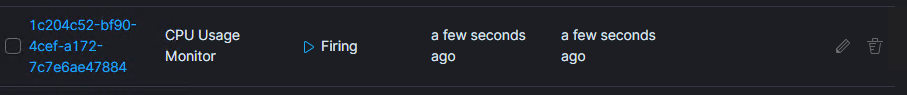 1c204c52-bf90-
4cef-a172-
7c7e6ae47884
CPU Usage
Monitor
Firing
a few seconds
ago
a few seconds
ago